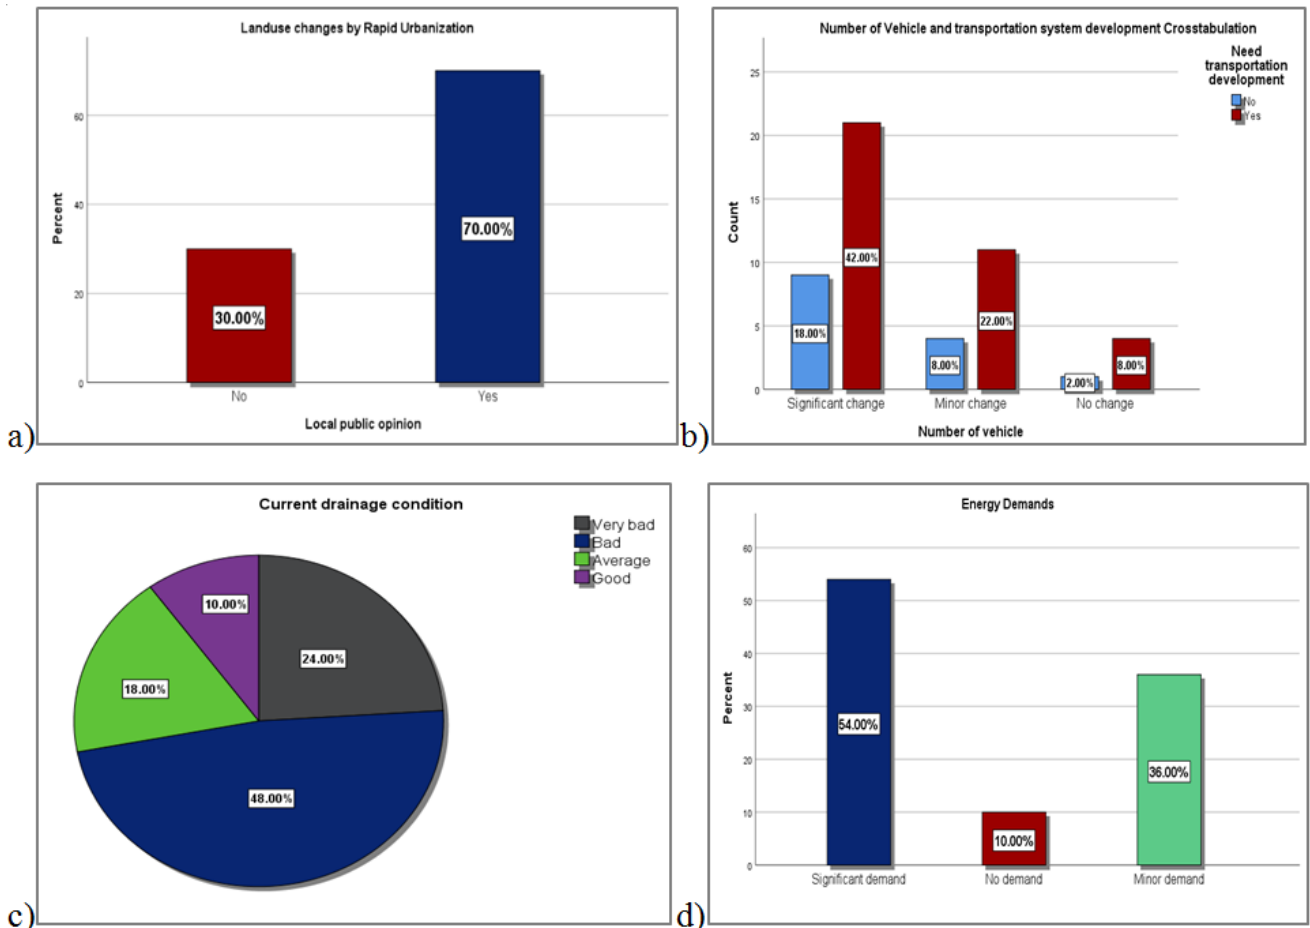 Landuse changes by Rapid Urbanization
Percent
60
40
20
0
30.00%
70.00%
No
Yes
Local public opinion
a)
Number of Vehicle and transportation system development Crosstabulation
Need
transportation
development
No
Yes
Count
25
20
15
10
5
0
18.00%
42.00%
8.00%
22.00%
2.00%
8.00%
Significant change
Minor change
No change
Number of vehicle
b)
Current drainage condition
Very bad
Bad
Average
Good
10.00%
24.00%
18.00%
48.00%
c)
Energy Demands
Percent
60
50
40
30
20
10
0
54.00%
10.00%
36.00%
Significant demand
No demand
Minor demand
d)